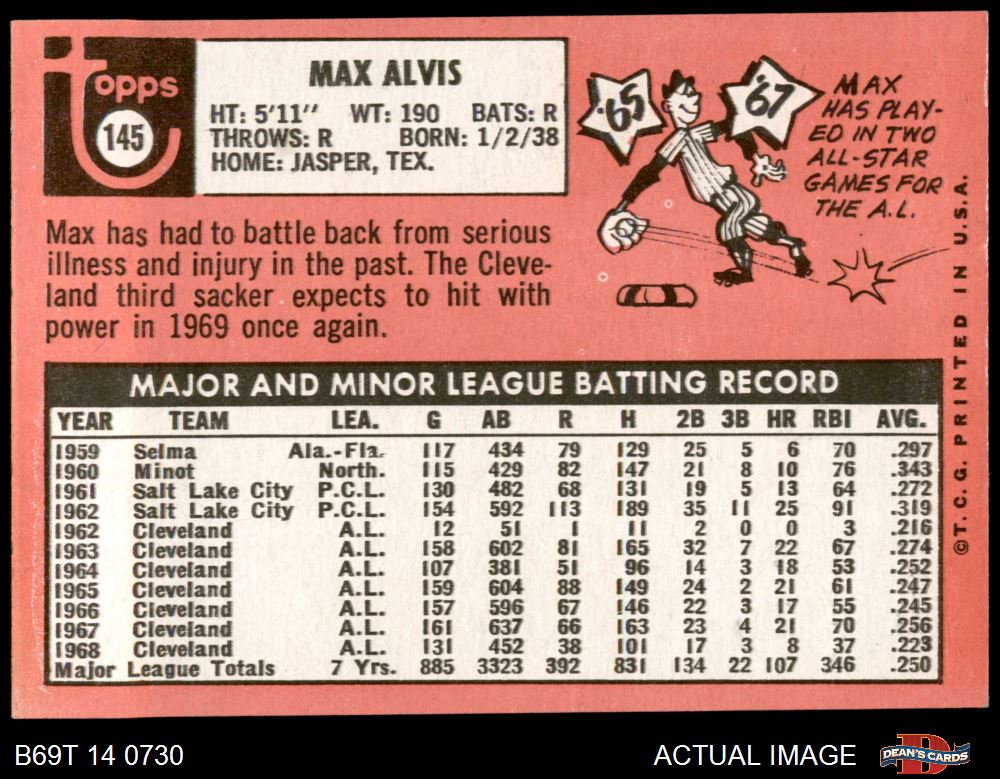 Topps
145
MAX ALVIS
HT: 5'11" WT: 190 BATS: R
THROWS: R BORN: 1/2/38
HOME: JASPER, TEX.
Max has had to battle back from serious
illness and injury in the past. The Cleve-
land third sacker expects to hit with
power in 1969 once again.
'65
'67
MAX
HAS PLAY-
ED IN TWO
ALL-STAR
GAMES FOR
THE A.L.
MAJOR AND MINOR LEAGUE BATTING RECORD
YEAR TEAM LEA. G AB R H 2B 3B HR RBI AVG.
1959 Selma Ala.-Fla. 117 434 79 129 25 5 6 70 .297
1960 Minot North. 115 429 82 147 21 8 10 76 .343
1961 Salt Lake City P.C.L. 130 482 68 131 19 5 13 64 .272
1962 Salt Lake City P.C.L. 154 592 113 189 35 11 25 91 .319
1962 Cleveland A.L. 12 51 1 11 2 0 0 3 .216
1963 Cleveland A.L. 158 602 81 165 32 7 22 67 .274
1964 Cleveland A.L. 107 381 51 96 14 3 18 53 .252
1965 Cleveland A.L. 159 604 88 149 24 2 21 61 .247
1966 Cleveland A.L. 157 596 67 146 22 3 17 55 .245
1967 Cleveland A.L. 161 637 66 163 23 4 21 70 .256
1968 Cleveland A.L. 131 452 38 101 17 3 8 37 .223
Major League Totals 7 Yrs. 885 3323 392 831 134 22 107 346 .250
©T.C.G. PRINTED IN U.S.A.
B69T 14 0730
ACTUAL IMAGE
D
DEAN'S CARDS